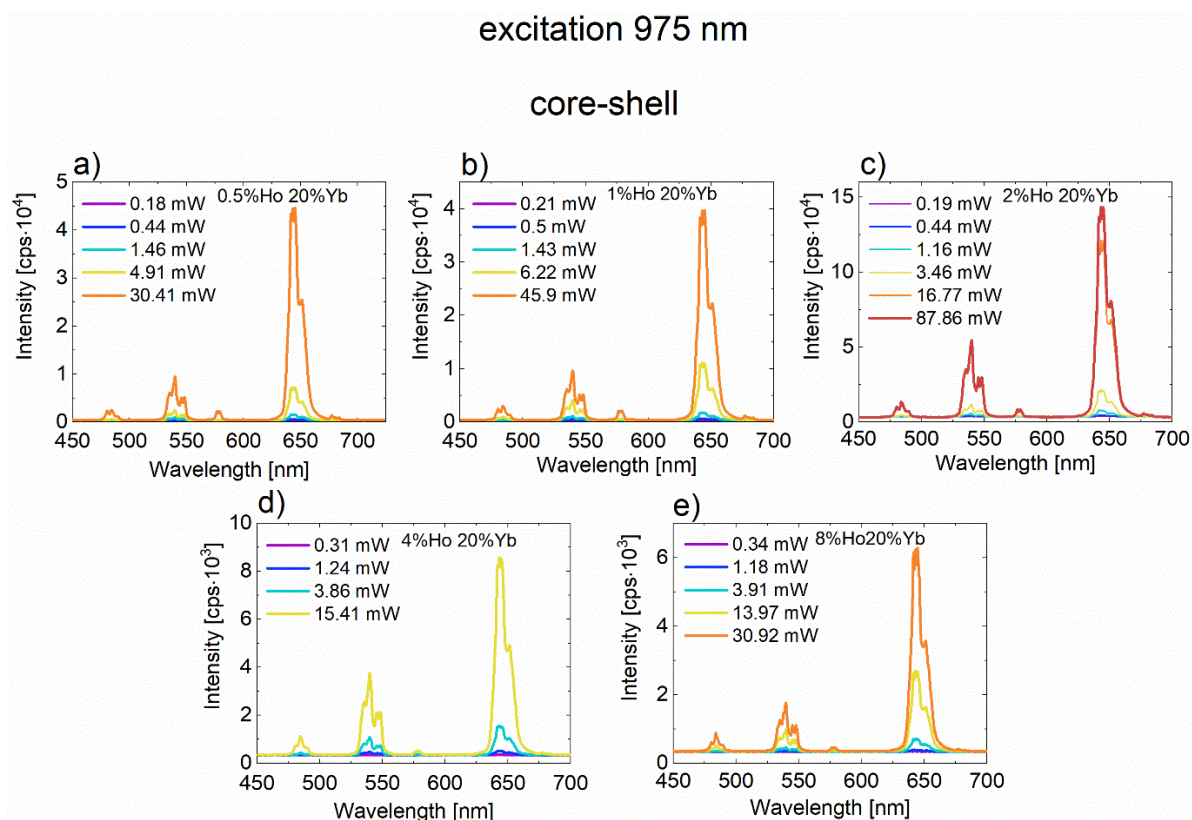 excitation 975 nm
core-shell
a)
0.5%Ho 20%Yb
0.18 mW
0.44 mW
1.46 mW
4.91 mW
30.41 mW
Intensity [cps·10⁴]
5
4
3
2
1
0
450 500 550 600 650 700
Wavelength [nm]
b)
1%Ho 20%Yb
0.21 mW
0.5 mW
1.43 mW
6.22 mW
45.9 mW
Intensity [cps·10⁴]
4
3
2
1
0
450 500 550 600 650 700
Wavelength [nm]
c)
2%Ho 20%Yb
0.19 mW
0.44 mW
1.16 mW
3.46 mW
16.77 mW
87.86 mW
Intensity [cps·10⁴]
15
10
5
0
450 500 550 600 650 700
Wavelength [nm]
d)
4%Ho 20%Yb
0.31 mW
1.24 mW
3.86 mW
15.41 mW
Intensity [cps·10³]
10
8
6
4
2
0
450 500 550 600 650 700
Wavelength [nm]
e)
8%Ho20%Yb
0.34 mW
1.18 mW
3.91 mW
13.97 mW
30.92 mW
Intensity [cps·10³]
6
4
2
0
450 500 550 600 650 700
Wavelength [nm]